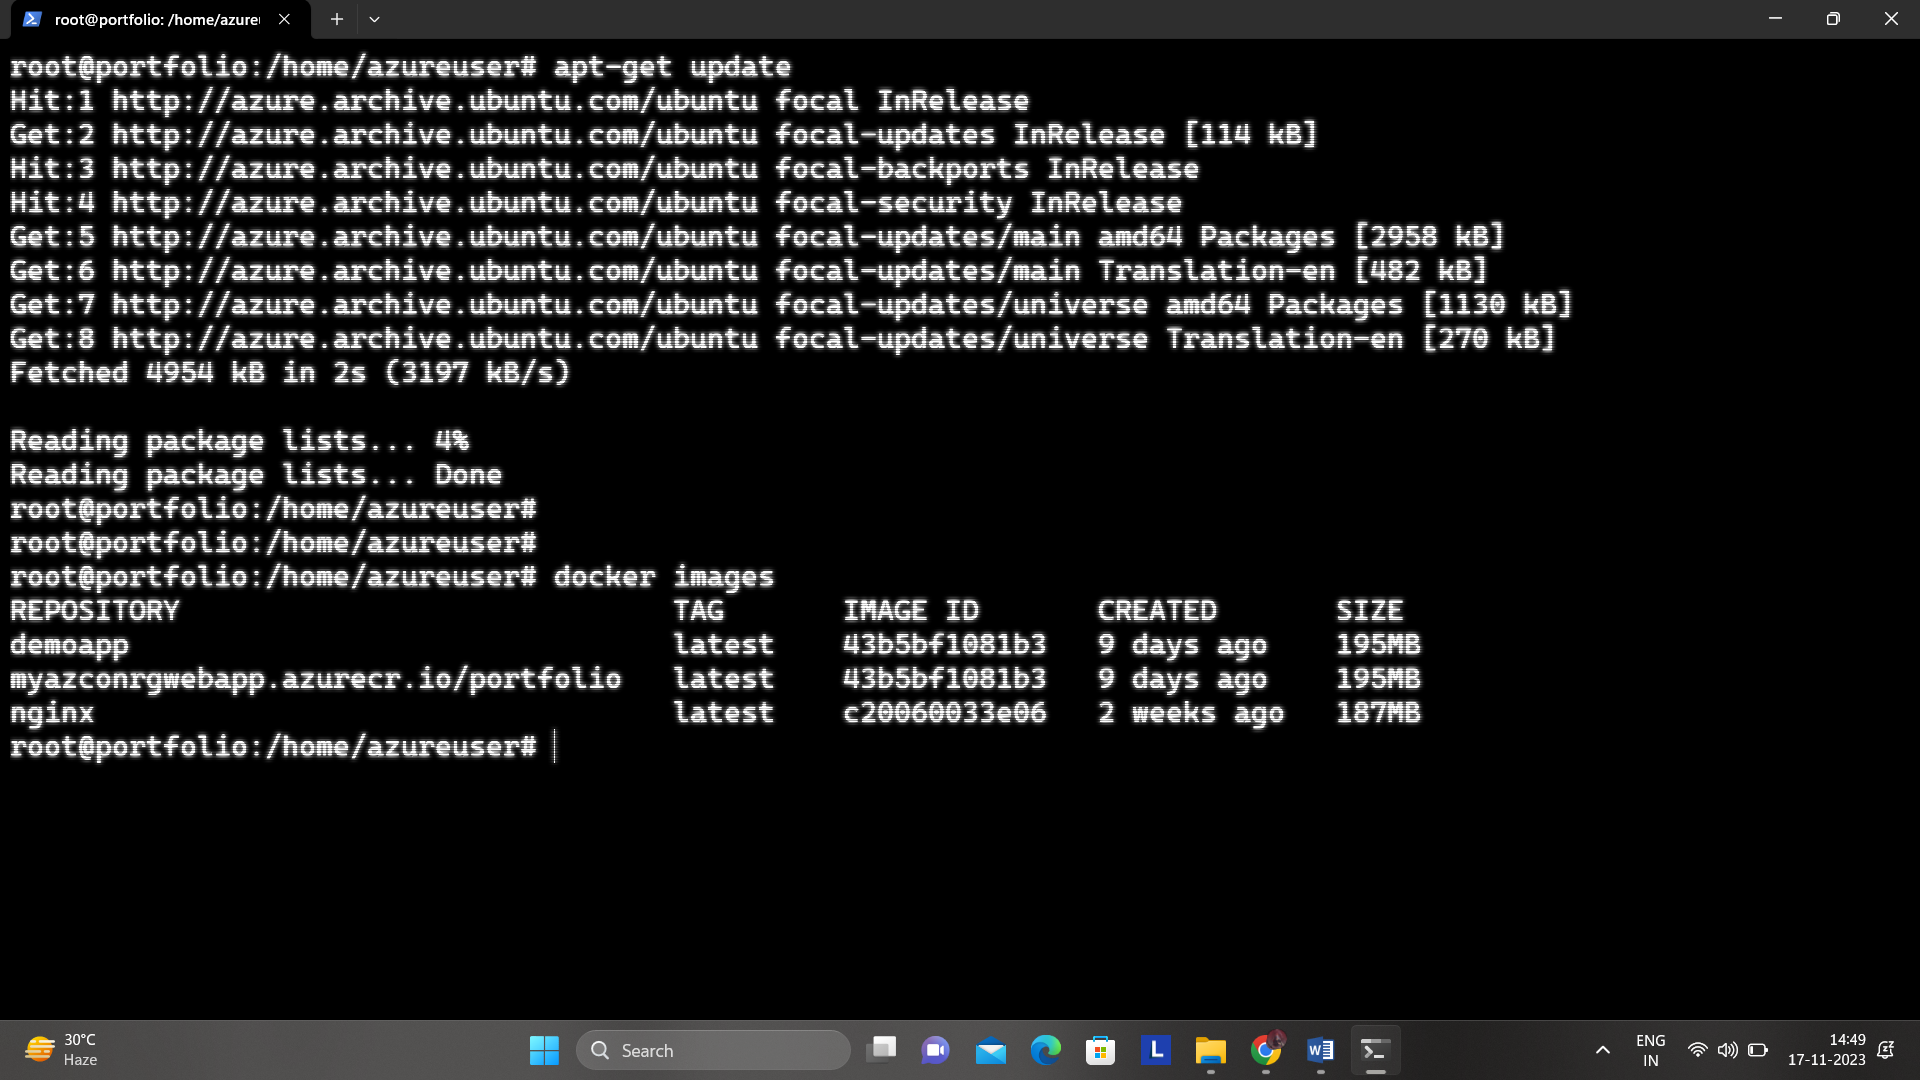 root@portfolio: /home/azure
root@portfolio:/home/azureuser# apt-get update
Hit:1 http://azure.archive.ubuntu.com/ubuntu focal InRelease
Get:2 http://azure.archive.ubuntu.com/ubuntu focal-updates InRelease [114 kB]
Hit:3 http://azure.archive.ubuntu.com/ubuntu focal-backports InRelease
Hit:4 http://azure.archive.ubuntu.com/ubuntu focal-security InRelease
Get:5 http://azure.archive.ubuntu.com/ubuntu focal-updates/main amd64 Packages [2958 kB]
Get:6 http://azure.archive.ubuntu.com/ubuntu focal-updates/main Translation-en [482 kB]
Get:7 http://azure.archive.ubuntu.com/ubuntu focal-updates/universe amd64 Packages [1130 kB]
Get:8 http://azure.archive.ubuntu.com/ubuntu focal-updates/universe Translation-en [270 kB]
Fetched 4954 kB in 2s (3197 kB/s)
Reading package lists... 4%
Reading package lists... Done
root@portfolio:/home/azureuser#
root@portfolio:/home/azureuser#
root@portfolio:/home/azureuser# docker images
REPOSITORY TAG IMAGE ID CREATED SIZE
demoapp latest 43b5bf1081b3 9 days ago 195MB
myazconrgwebapp.azurecr.io/portfolio latest 43b5bf1081b3 9 days ago 195MB
nginx latest c20060033e06 2 weeks ago 187MB
root@portfolio:/home/azureuser#
30°C
Haze
Search
L
W
ENG
IN
14:49
17-11-2023